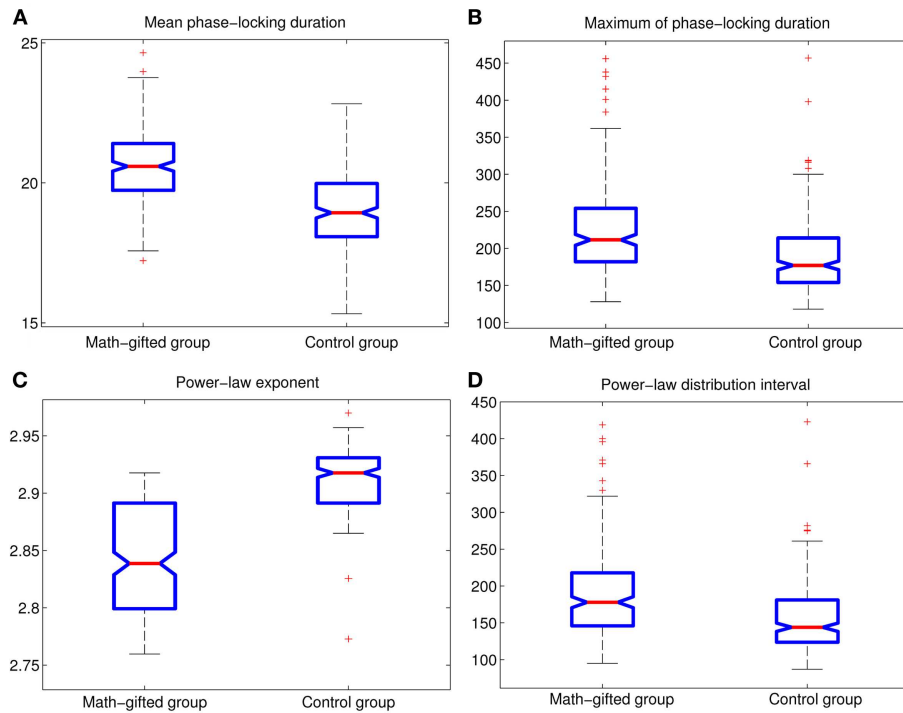 A
Mean phase-locking duration
25
20
15
Math-gifted group
Control group
B
Maximum of phase-locking duration
450
400
350
300
250
200
150
100
Math-gifted group
Control group
C
Power-law exponent
2.95
2.9
2.85
2.8
2.75
Math-gifted group
Control group
D
Power-law distribution interval
450
400
350
300
250
200
150
100
Math-gifted group
Control group